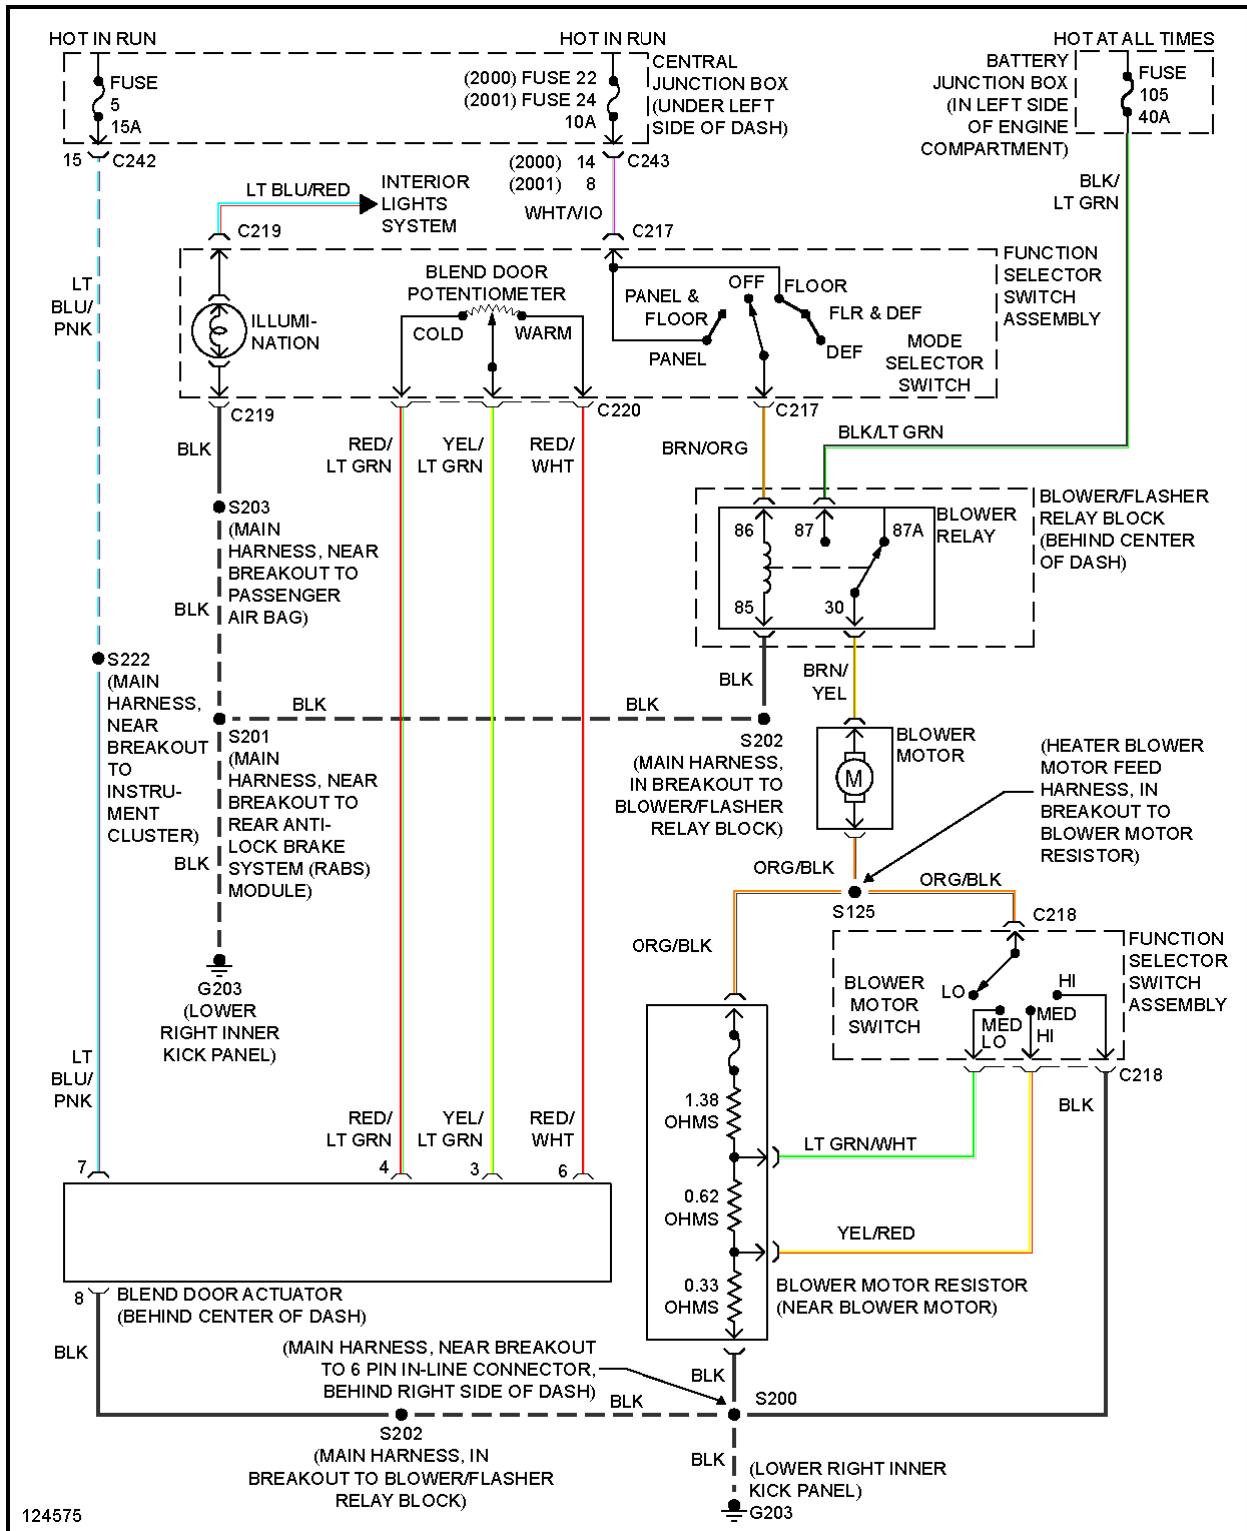 HOT IN RUN
HOT IN RUN
HOT AT ALL TIMES
FUSE
5
15A
(2000) FUSE 22
(2001) FUSE 24
10A
CENTRAL
JUNCTION BOX
(UNDER LEFT
SIDE OF DASH)
BATTERY
JUNCTION BOX
(IN LEFT SIDE
OF ENGINE
COMPARTMENT)
FUSE
105
40A
15
C242
(2000) 14
(2001) 8
C243
WHT/VIO
BLK/
LT GRN
LT BLU/RED
INTERIOR
LIGHTS
SYSTEM
C219
C217
LT
BLU/
PNK
ILLUMI-
NATION
BLEND DOOR
POTENTIOMETER
COLD
WARM
PANEL &
FLOOR
PANEL
OFF
FLOOR
FLR & DEF
DEF
MODE
SELECTOR
SWITCH
FUNCTION
SELECTOR
SWITCH
ASSEMBLY
C219
C220
C217
BLK
RED/
LT GRN
YEL/
LT GRN
RED/
WHT
BRN/ORG
BLK/LT GRN
S203
(MAIN
HARNESS, NEAR
BREAKOUT TO
PASSENGER
AIR BAG)
BLK
86
87
87A
85
30
BLOWER
RELAY
BLOWER/FLASHER
RELAY BLOCK
(BEHIND CENTER
OF DASH)
S222
(MAIN
HARNESS,
NEAR
BREAKOUT
TO
INSTRU-
MENT
CLUSTER)
BLK
BLK
BLK
BRN/
YEL
S201
(MAIN
HARNESS, NEAR
BREAKOUT TO
REAR ANTI-
LOCK BRAKE
SYSTEM (RABS)
MODULE)
BLK
S202
(MAIN HARNESS,
IN BREAKOUT TO
BLOWER/FLASHER
RELAY BLOCK)
BLOWER
MOTOR
M
(HEATER BLOWER
MOTOR FEED
HARNESS, IN
BREAKOUT TO
BLOWER MOTOR
RESISTOR)
ORG/BLK
ORG/BLK
S125
C218
ORG/BLK
G203
(LOWER
RIGHT INNER
KICK PANEL)
BLOWER
MOTOR
SWITCH
LO
MED
LO
MED
HI
HI
FUNCTION
SELECTOR
SWITCH
ASSEMBLY
C218
LT
BLU/
PNK
RED/
LT GRN
YEL/
LT GRN
RED/
WHT
1.38
OHMS
BLK
LT GRN/WHT
7
4
3
6
0.62
OHMS
YEL/RED
0.33
OHMS
BLOWER MOTOR RESISTOR
(NEAR BLOWER MOTOR)
8
BLEND DOOR ACTUATOR
(BEHIND CENTER OF DASH)
BLK
(MAIN HARNESS, NEAR BREAKOUT
TO 6 PIN IN-LINE CONNECTOR,
BEHIND RIGHT SIDE OF DASH)
BLK
BLK
S200
S202
(MAIN HARNESS, IN
BREAKOUT TO BLOWER/FLASHER
RELAY BLOCK)
BLK
(LOWER RIGHT INNER
KICK PANEL)
G203
124575